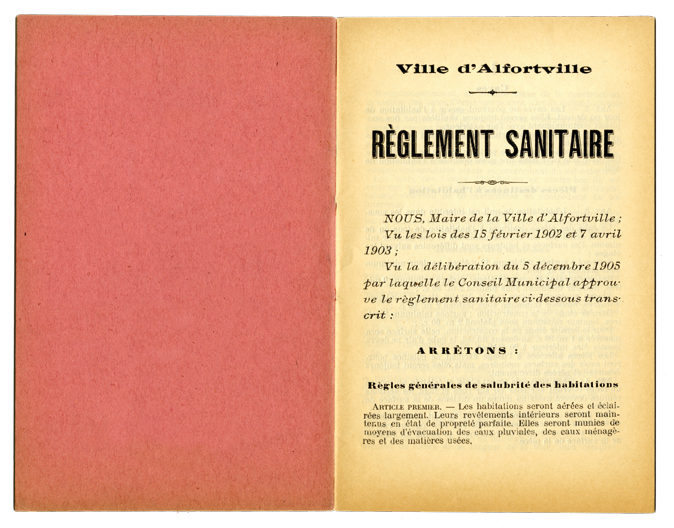 Ville d'Alfortville
RÈGLEMENT SANITAIRE
NOUS, Maire de la Ville d'Alfortville ;
Vu les lois des 15 février 1902 et 7 avril
1903 ;
Vu la délibération du 5 décembre 1905
par laquelle le Conseil Municipal approu-
ve le règlement sanitaire ci-dessous trans-
crit :
ARRÊTONS :
Règles générales de salubrité des habitations
ARTICLE PREMIER. — Les habitations seront aérées et éclai-
rées largement. Leurs revêtements intérieurs seront main-
tenus en état de propreté parfaite. Elles seront munies de
moyens d'évacuation des eaux pluviales, des eaux ménagè-
res et des matières usées,